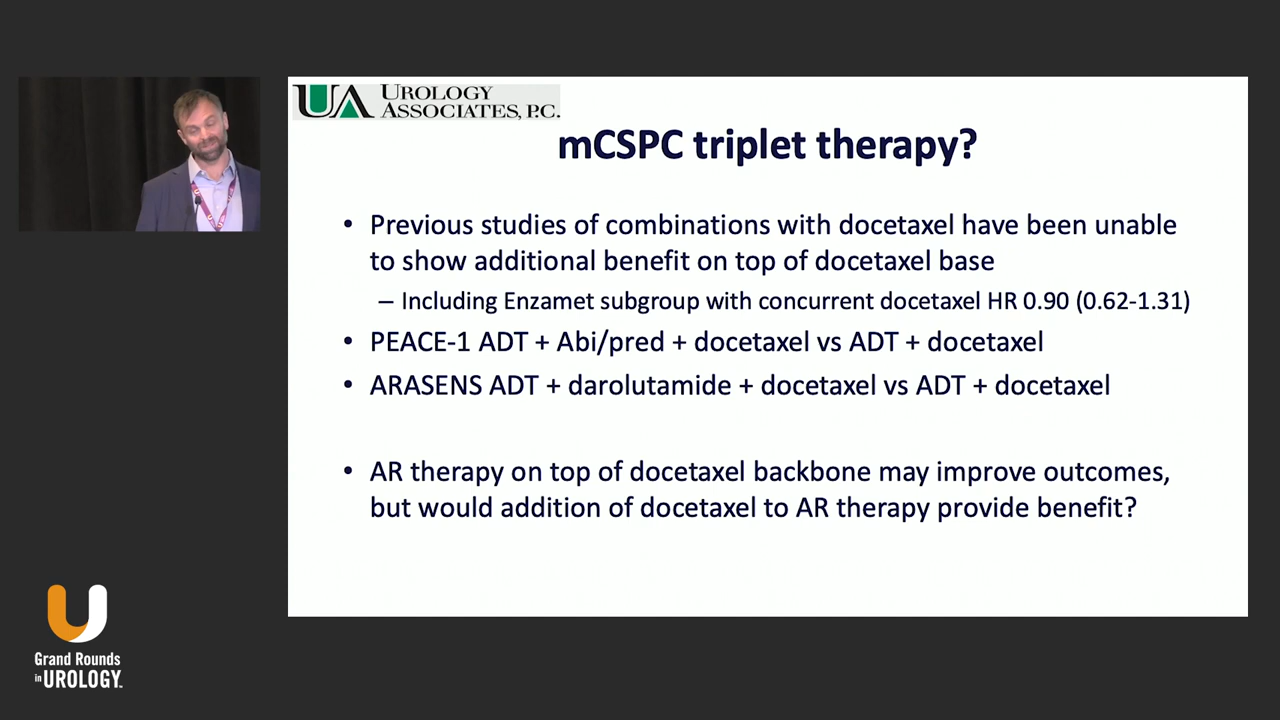 UA UROLOGY
ASSOCIATES, P.C.
mCSPC triplet therapy?
• Previous studies of combinations with docetaxel have been unable
to show additional benefit on top of docetaxel base
– Including Enzamet subgroup with concurrent docetaxel HR 0.90 (0.62-1.31)
• PEACE-1 ADT + Abi/pred + docetaxel vs ADT + docetaxel
• ARASENS ADT + darolutamide + docetaxel vs ADT + docetaxel
• AR therapy on top of docetaxel backbone may improve outcomes,
but would addition of docetaxel to AR therapy provide benefit?
U
Grand Rounds
in UROLOGY™